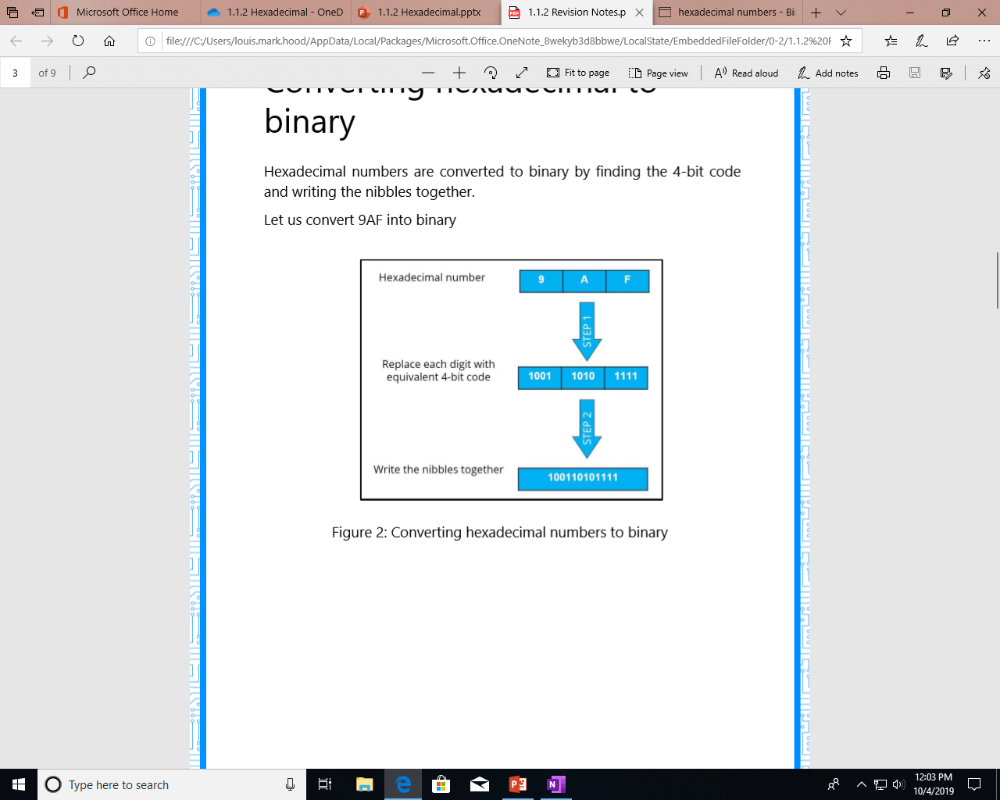 Microsoft Office Home
1.1.2 Hexadecimal - OneD
1.1.2 Hexadecimal.pptx
1.1.2 Revision Notes.p
hexadecimal numbers - Bi
file:///C:/Users/louis.mark.hood/AppData/Local/Packages/Microsoft.Office.OneNote_8wekyb3d8bbwe/LocalState/EmbeddedFileFolder/0-2/1.1.2%20F
3 of 9
Fit to page
Page view
Read aloud
Add notes
Converting hexadecimal to
binary
Hexadecimal numbers are converted to binary by finding the 4-bit code
and writing the nibbles together.
Let us convert 9AF into binary
Hexadecimal number
9 A F
STEP 1
Replace each digit with
equivalent 4-bit code
1001 1010 1111
STEP 2
Write the nibbles together
100110101111
Figure 2: Converting hexadecimal numbers to binary
Type here to search
12:03 PM
10/4/2019